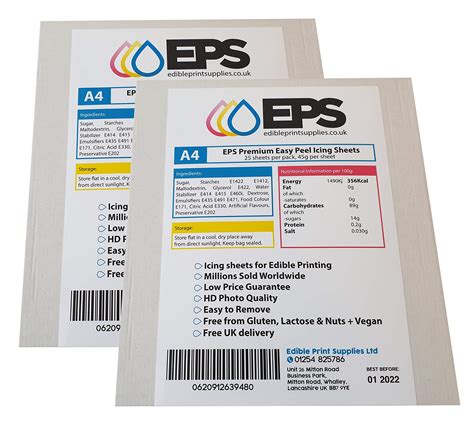 EPS
edibleprintsupplies.co.uk
A4
EP
Ingredients:
Sugar, Starches
Maltodextrin, Glycerol
Stabilizer E414 E415
Emulsifiers E435 E491
E171, Citric Acid E330,
Preservative E202
Storage:
Store flat in a cool, dry
from direct sunlight. Keep
Icing
Millions
Low
HD P
Easy
Free
Free
0620912
EPS
edibleprintsupplies.co.uk
A4
EPS Premium Easy Peel Icing Sheets
25 sheets per pack, 45g per sheet
Ingredients:
Sugar, Starches E1422 E1412,
Maltodextrin, Glycerol E422, Water
Stabilizer E414 E415 E460i, Dextrose,
Emulsifiers E435 E491 E471, Food Colour
E171, Citric Acid E330, Artificial Flavours,
Preservative E202
Storage:
Store flat in a cool, dry place away
from direct sunlight. Keep bag sealed.
Nutritional Information per 100g:
Energy 1490Kj 356Kcal
Fat 0g
of which
-saturates 0g
Carbohydrates 89g
of which
-sugars 14g
Protein 0.2g
Salt 0.030g
Icing sheets for Edible Printing
Millions Sold Worldwide
Low Price Guarantee
HD Photo Quality
Easy to Remove
Free from Gluten, Lactose & Nuts + Vegan
Free UK delivery
0620912639480
Edible Print Supplies Ltd
01254 825786
Unit 26 Mitton Road
Business Park,
Mitton Road, Whalley,
Lancashire UK BB7 9YE
BEST BEFORE:
01 2022